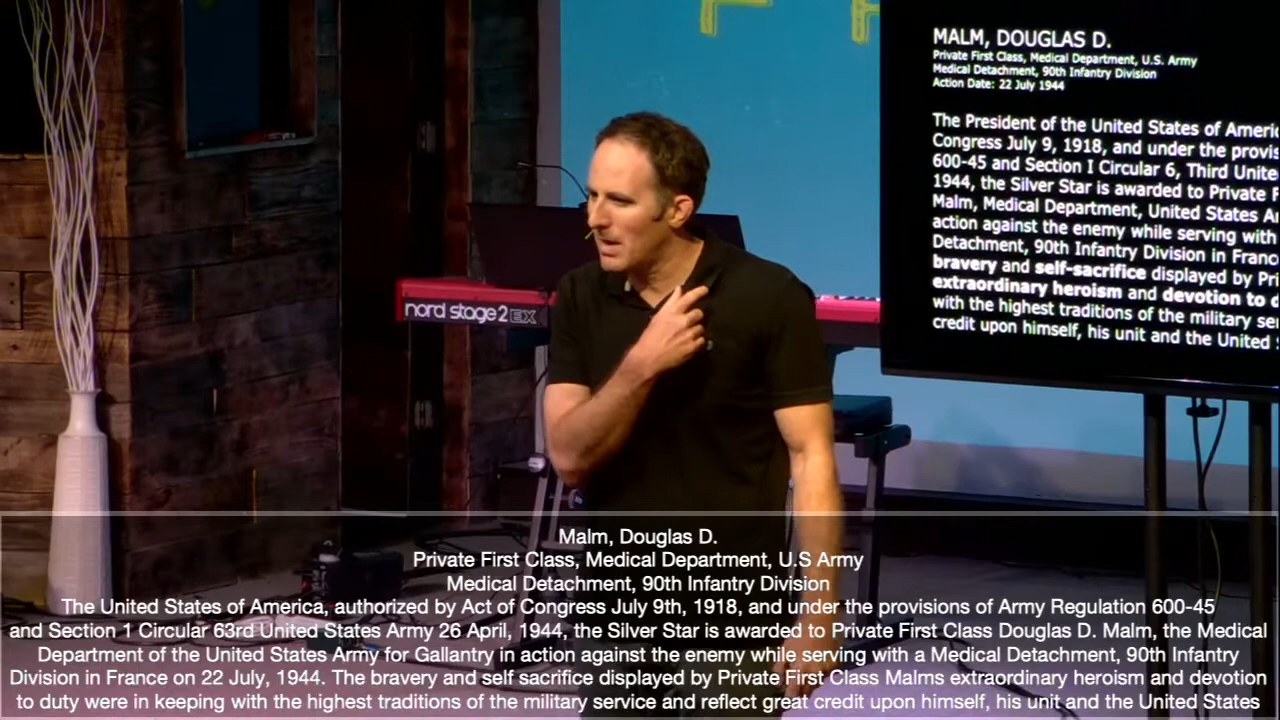 MALM, DOUGLAS D.
Private First Class, Medical Department, U.S. Army
Medical Detachment, 90th Infantry Division
Action Date: 22 July 1944
The President of the United States of Americ
Congress July 9, 1918, and under the provis
600-45 and Section I Circular 6, Third Unite
1944, the Silver Star is awarded to Private F
Malm, Medical Department, United States A
action against the enemy while serving with
Detachment, 90th Infantry Division in Franc
bravery and self-sacrifice displayed by Pri
extraordinary heroism and devotion to d
with the highest traditions of the military se
credit upon himself, his unit and the United
nord stage 2 EX
Malm, Douglas D.
Private First Class, Medical Department, U.S Army
Medical Detachment, 90th Infantry Division
The United States of America, authorized by Act of Congress July 9th, 1918, and under the provisions of Army Regulation 600-45
and Section 1 Circular 63rd United States Army 26 April, 1944, the Silver Star is awarded to Private First Class Douglas D. Malm, the Medical
Department of the United States Army for Gallantry in action against the enemy while serving with a Medical Detachment, 90th Infantry
Division in France on 22 July, 1944. The bravery and self sacrifice displayed by Private First Class Malms extraordinary heroism and devotion
to duty were in keeping with the highest traditions of the military service and reflect great credit upon himself, his unit and the United States